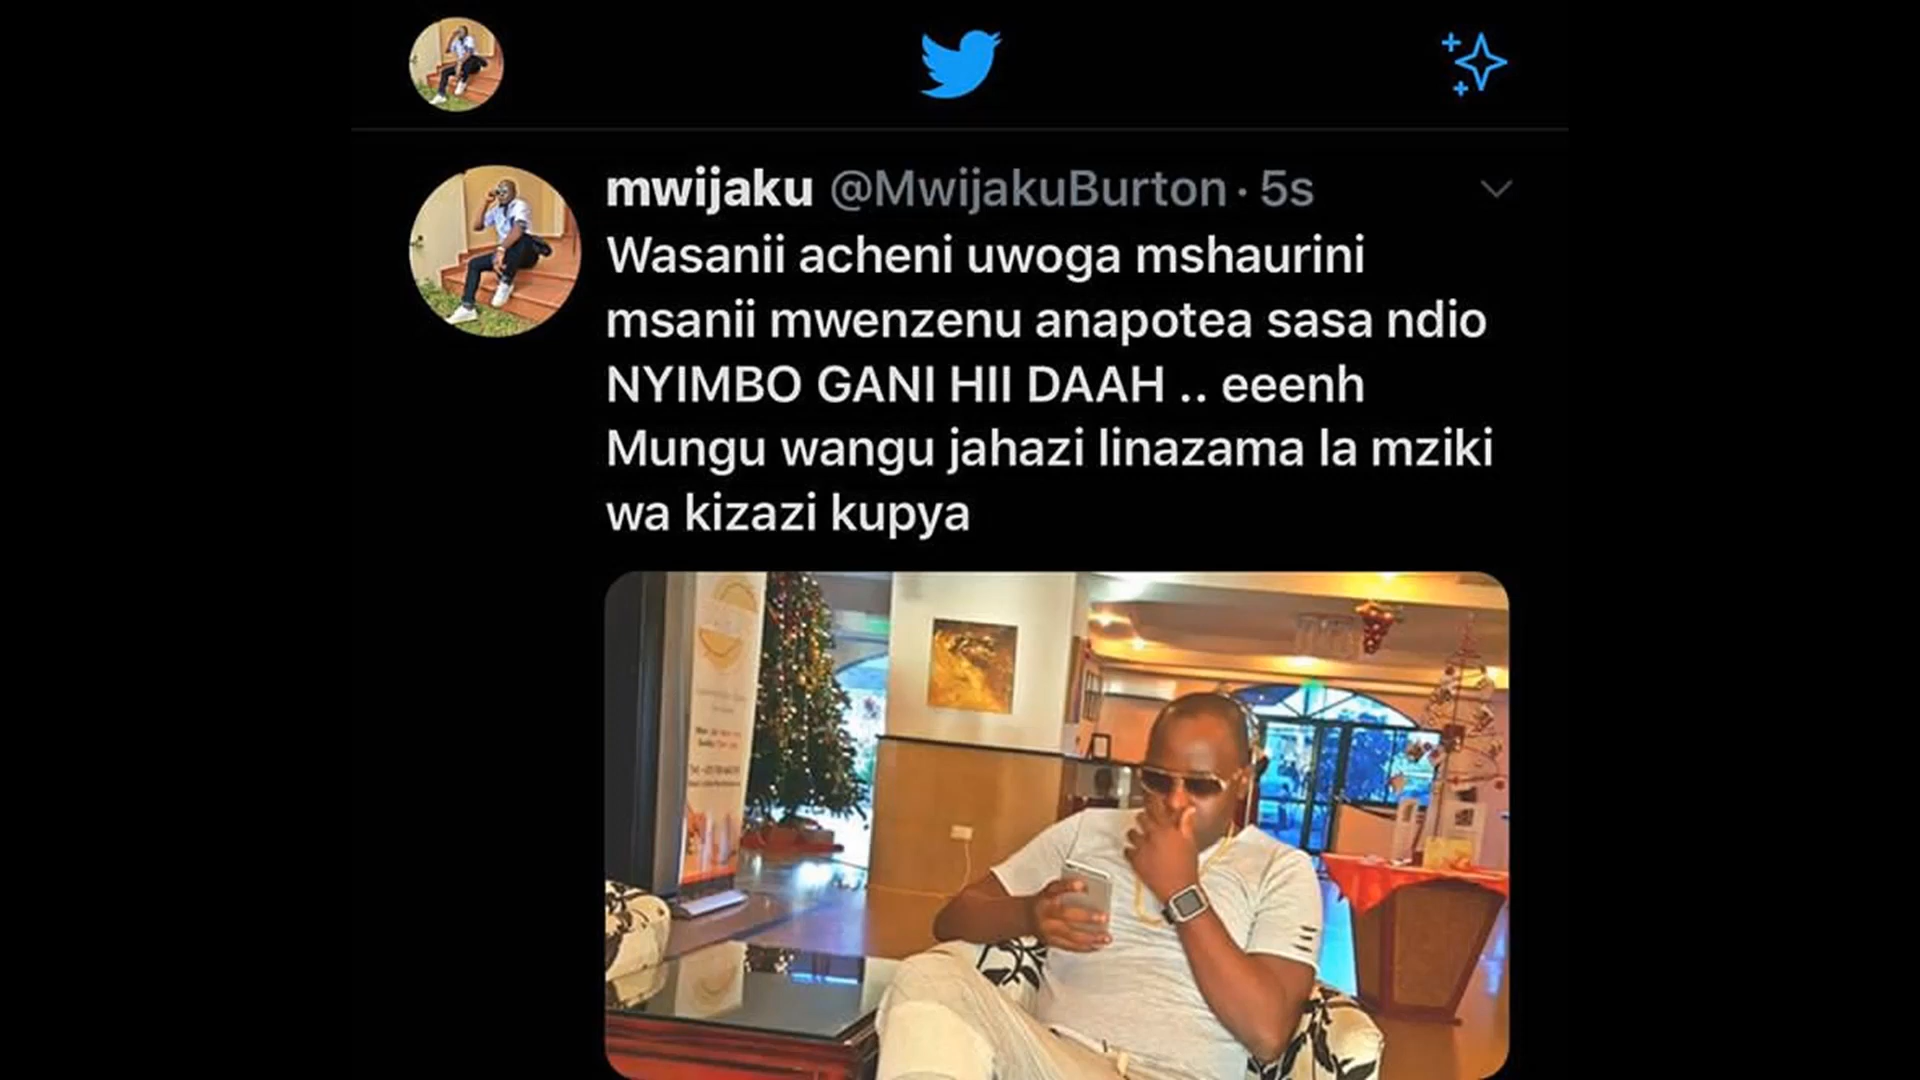 mwijaku @MwijakuBurton · 5s
Wasanii acheni uwoga mshaurini
msanii mwenzenu anapotea sasa ndio
NYIMBO GANI HII DAAH .. eeenh
Mungu wangu jahazi linazama la mziki
wa kizazi kupya